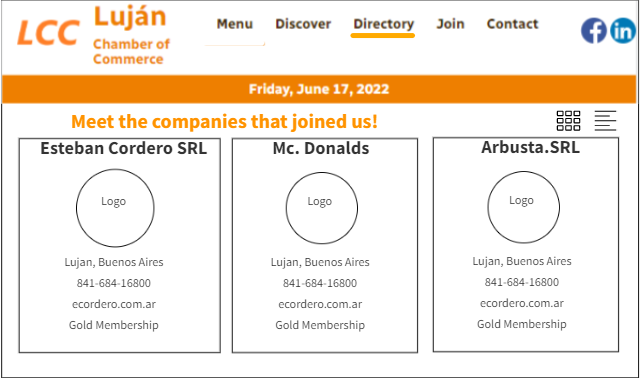 LCC
Luján
Chamber of
Commerce
Menu Discover Directory Join Contact
f in
Friday, June 17, 2022
Meet the companies that joined us!
Esteban Cordero SRL
Logo
Lujan, Buenos Aires
841-684-16800
ecordero.com.ar
Gold Membership
Mc. Donalds
Logo
Lujan, Buenos Aires
841-684-16800
ecordero.com.ar
Gold Membership
Arbusta.SRL
Logo
Lujan, Buenos Aires
841-684-16800
ecordero.com.ar
Gold Membership